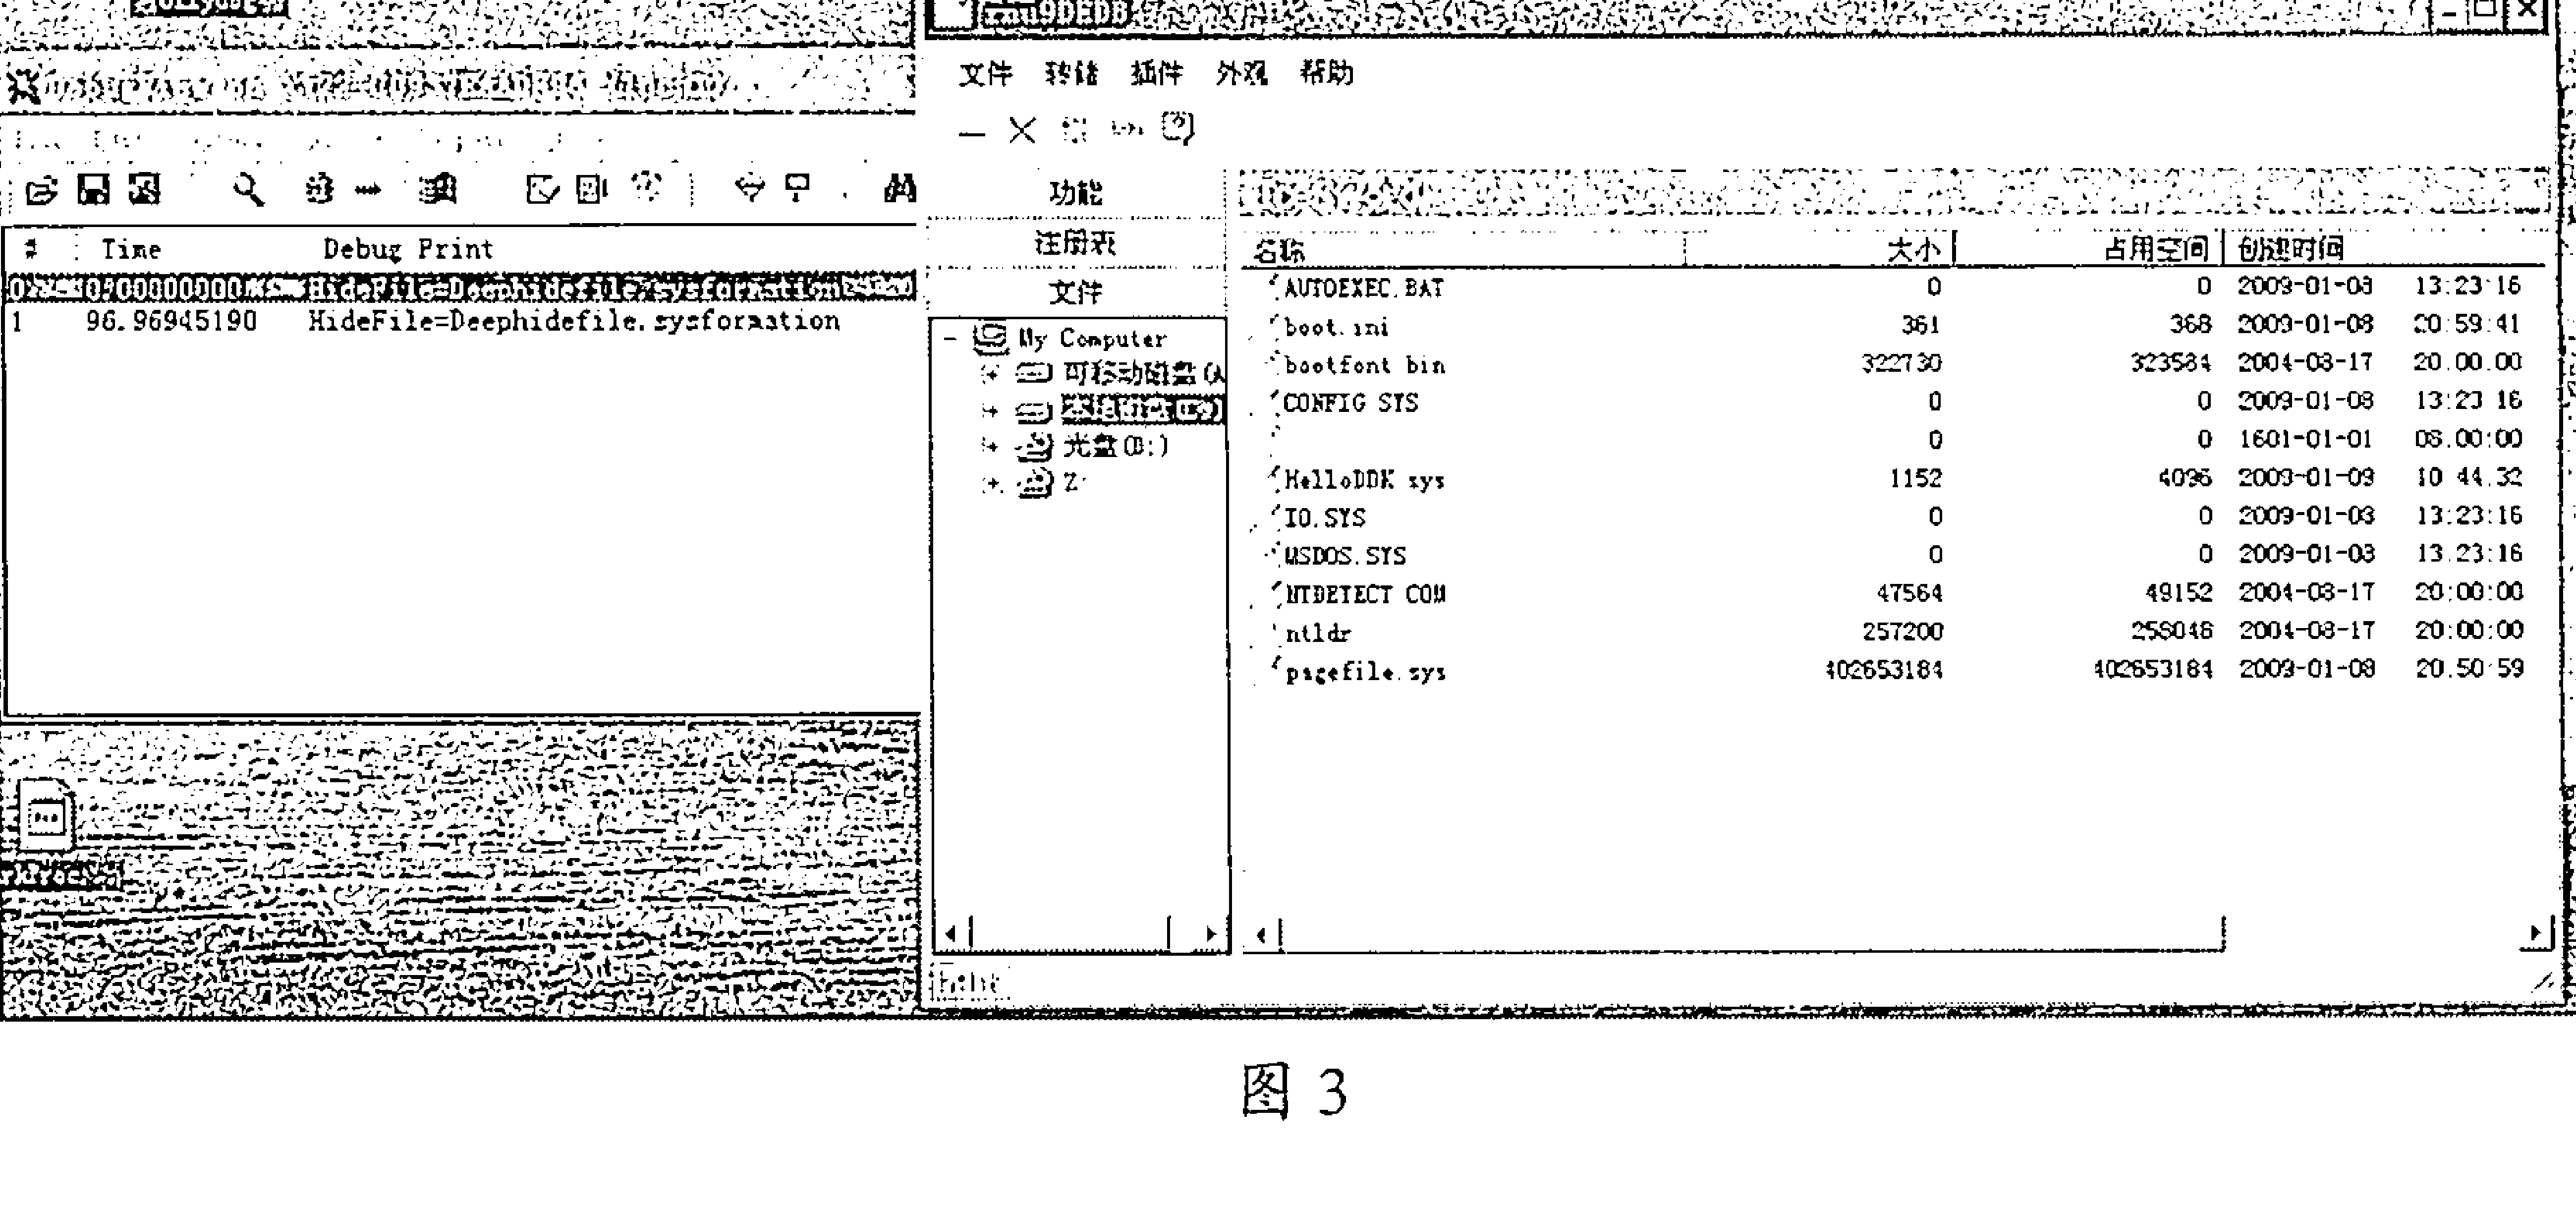 文件 转储 插件 外观 帮助
功能
注册表
文件
# Time Debug Print
1 96.96945190 HideFile=Deephidefile.sysformation
My Computer
可移动磁盘(A
光盘(D:)
Z:
名称 大小 占用空间 创建时间
AUTOEXEC.BAT 0 0 2009-01-08 13:23:16
boot.ini 361 368 2009-01-08 20:59:41
bootfont.bin 322730 323584 2004-08-17 20:00:00
CONFIG.SYS 0 0 2009-01-08 13:23:16
0 0 1601-01-01 08:00:00
HelloDDK.sys 1152 4096 2009-01-09 10:44:32
IO.SYS 0 0 2009-01-08 13:23:16
MSDOS.SYS 0 0 2009-01-08 13:23:16
NTDETECT.COM 47564 49152 2004-08-17 20:00:00
ntldr 257200 258048 2004-08-17 20:00:00
pagefile.sys 402653184 402653184 2009-01-08 20:50:59
图 3